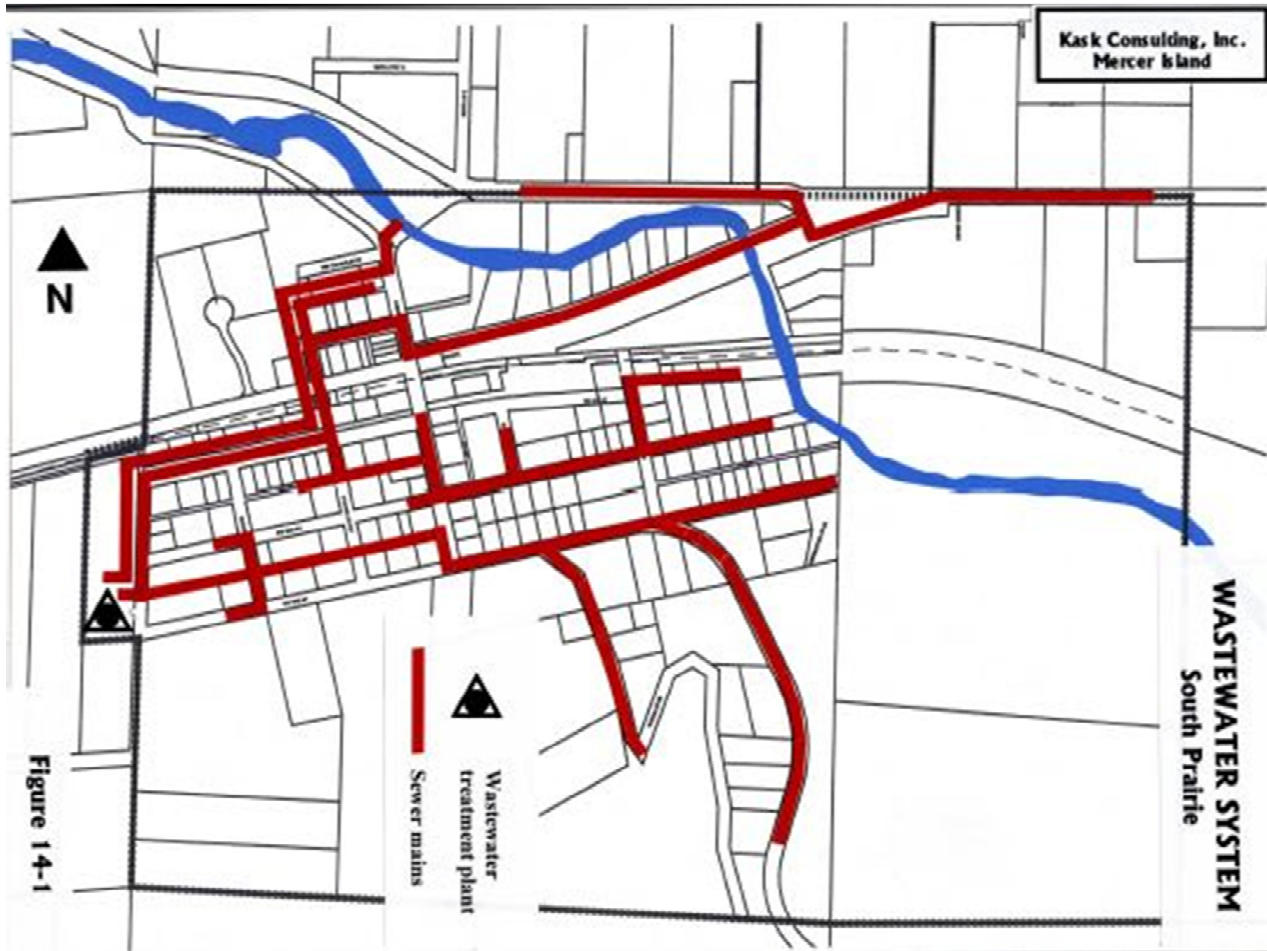 Kask Consulting, Inc.
Mercer Island
N
WASTEWATER SYSTEM
South Prairie
Wastewater
treatment plant
Sewer mains
Figure 14-1